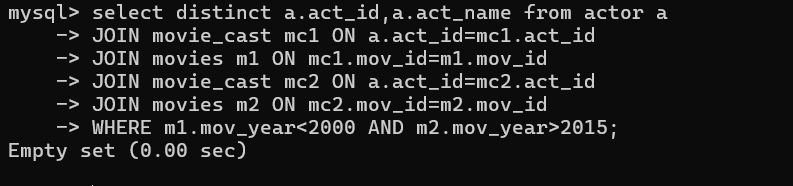 mysql> select distinct a.act_id,a.act_name from actor a
    -> JOIN movie_cast mc1 ON a.act_id=mc1.act_id
    -> JOIN movies m1 ON mc1.mov_id=m1.mov_id
    -> JOIN movie_cast mc2 ON a.act_id=mc2.act_id
    -> JOIN movies m2 ON mc2.mov_id=m2.mov_id
    -> WHERE m1.mov_year<2000 AND m2.mov_year>2015;
Empty set (0.00 sec)